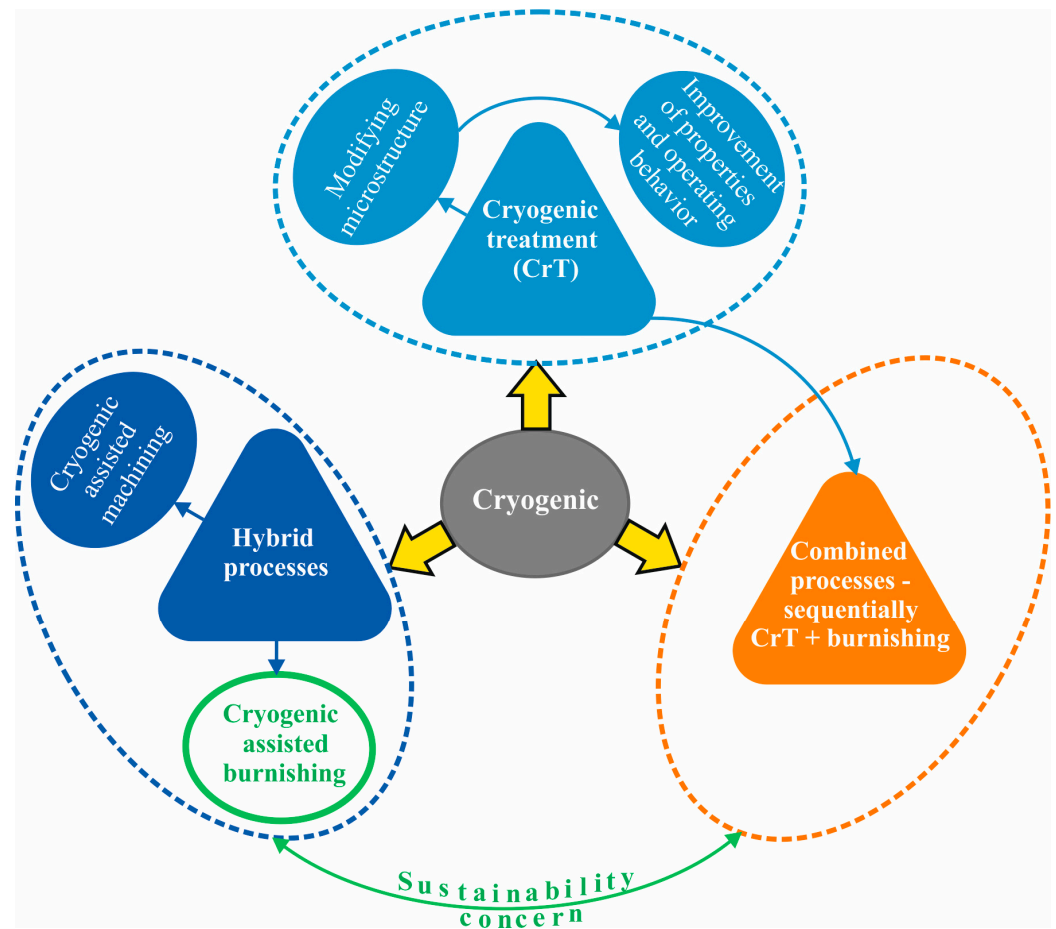 Modifying
microstructure
Improvement
of properties
and operating
behavior
Cryogenic
treatment
(CrT)
Cryogenic
assisted
machining
Hybrid
processes
Cryogenic
Combined
processes -
sequentially
CrT + burnishing
Cryogenic
assisted
burnishing
Sustainability
concern